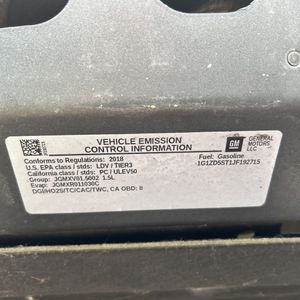 VEHICLE EMISSION
CONTROL INFORMATION
GM
GENERAL
MOTORS
LLC
Conforms to Regulations: 2018
Fuel: Gasoline
U.S. EPA class / stds: LDV / TIER3
1G1ZD5ST1JF192715
California class / stds: PC / ULEV50
Group: JGMXV01.5002 1.5L
Evap: JGMXR011030C
DGI/HO2S/TC/CAC/TWC, CA OBD: II